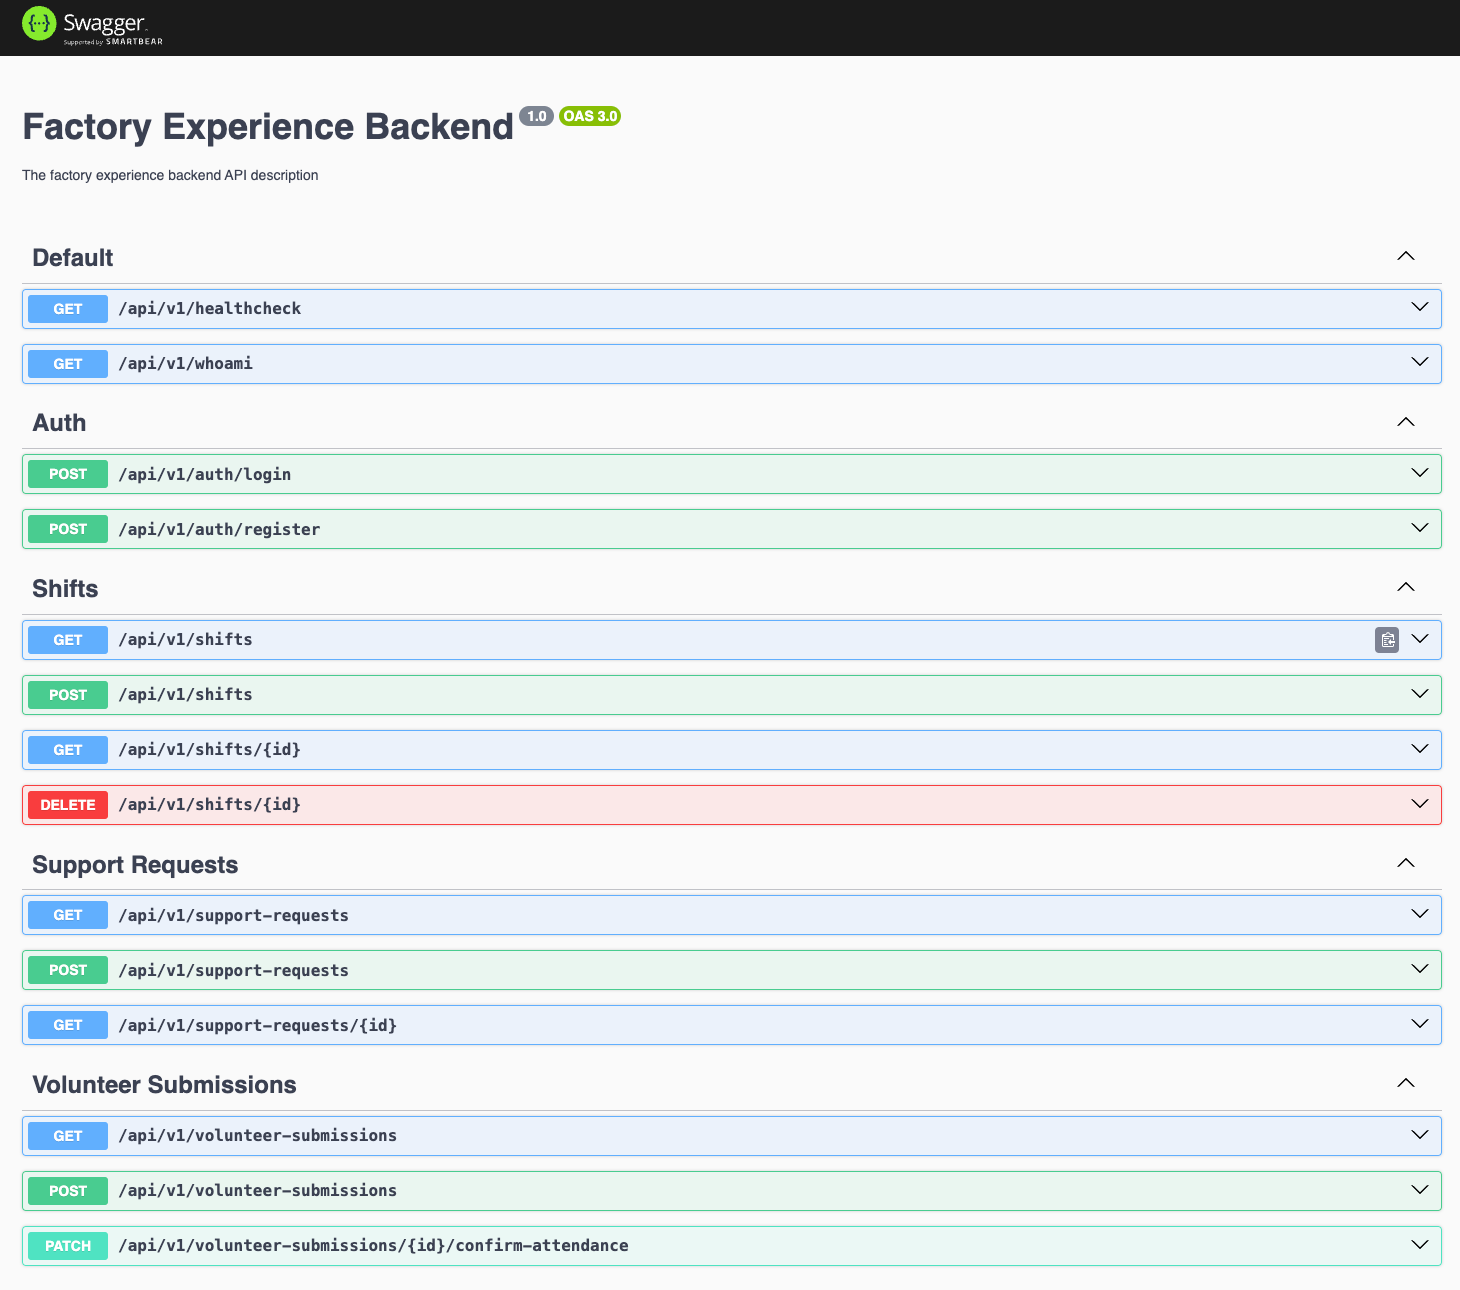 {···} Swagger™
Supported by SMARTBEAR
Factory Experience Backend 1.0 OAS 3.0
The factory experience backend API description
Default
GET /api/v1/healthcheck
GET /api/v1/whoami
Auth
POST /api/v1/auth/login
POST /api/v1/auth/register
Shifts
GET /api/v1/shifts
POST /api/v1/shifts
GET /api/v1/shifts/{id}
DELETE /api/v1/shifts/{id}
Support Requests
GET /api/v1/support-requests
POST /api/v1/support-requests
GET /api/v1/support-requests/{id}
Volunteer Submissions
GET /api/v1/volunteer-submissions
POST /api/v1/volunteer-submissions
PATCH /api/v1/volunteer-submissions/{id}/confirm-attendance